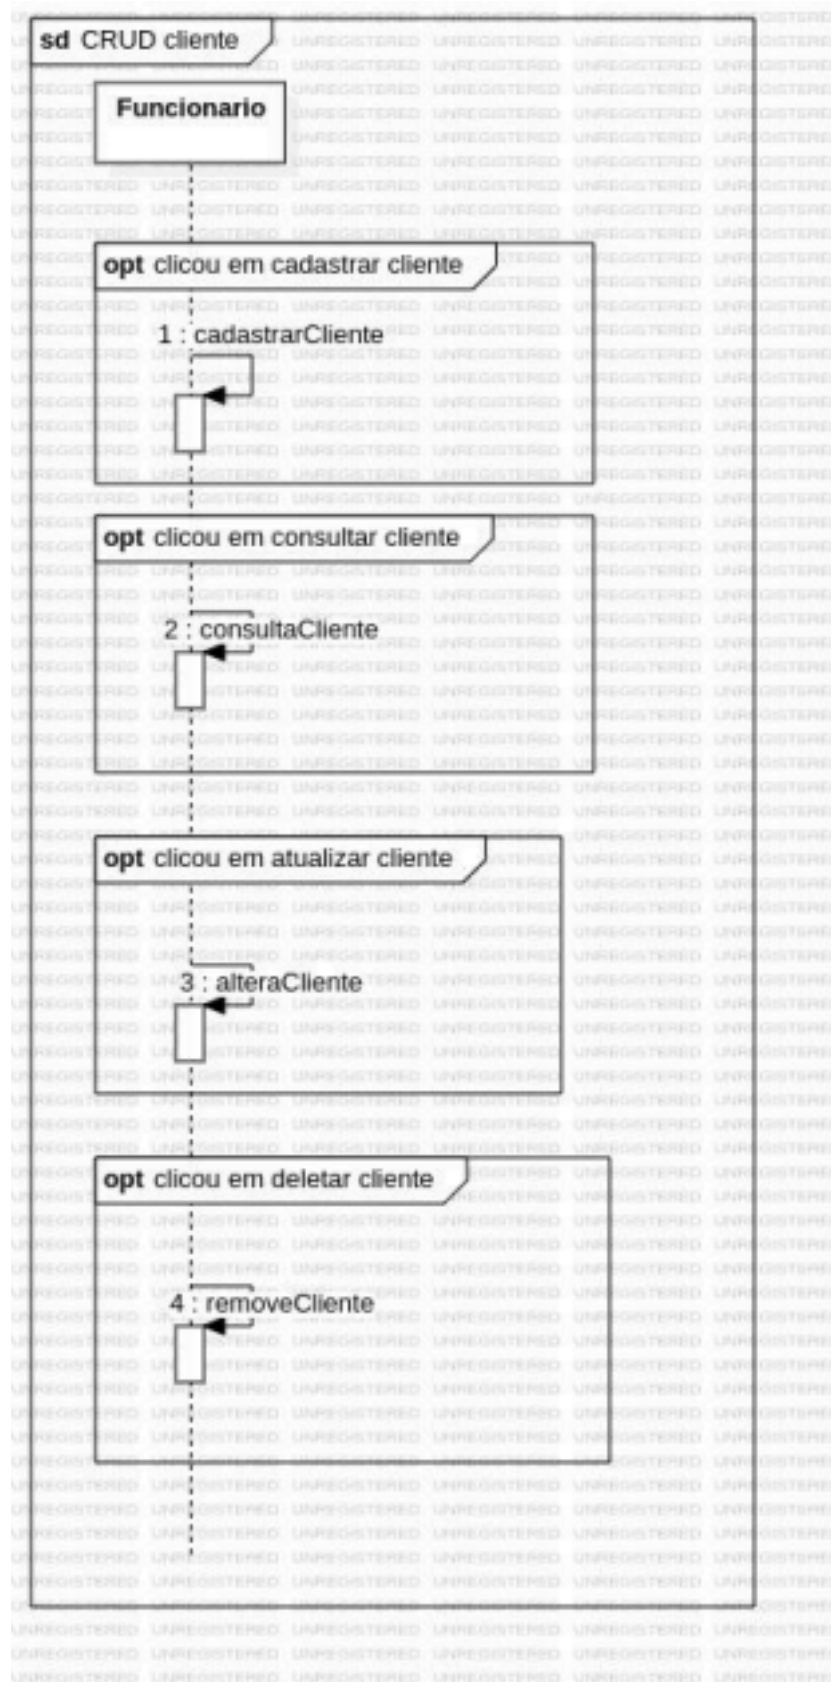 sd CRUD cliente
Funcionario
opt clicou em cadastrar cliente
1 : cadastrarCliente
opt clicou em consultar cliente
2 : consultaCliente
opt clicou em atualizar cliente
3 : alteraCliente
opt clicou em deletar cliente
4 : removeCliente
UNREGISTERED